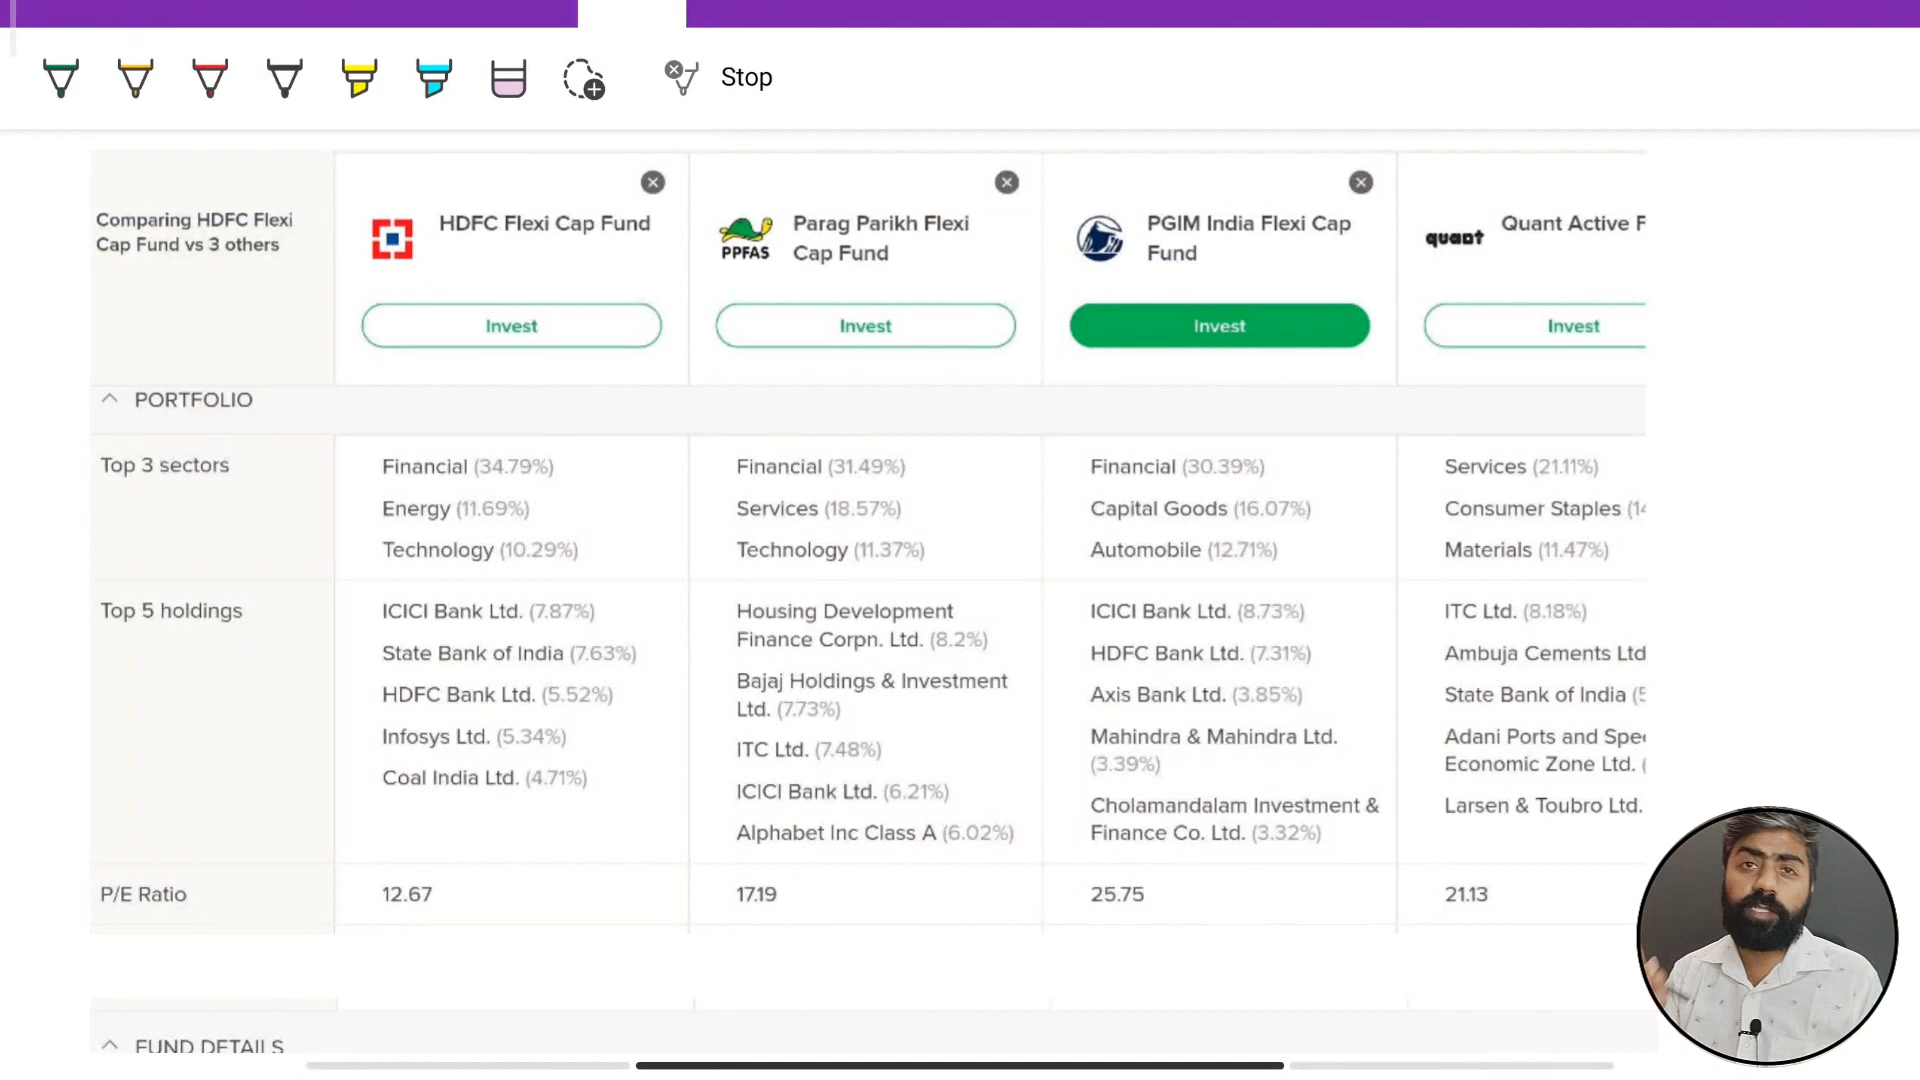 Stop
Comparing HDFC Flexi
Cap Fund vs 3 others
HDFC Flexi Cap Fund
Invest
PPFAS
Parag Parikh Flexi
Cap Fund
Invest
PGIM India Flexi Cap
Fund
Invest
quant
Quant Active F
Invest
PORTFOLIO
Top 3 sectors
Financial (34.79%)
Energy (11.69%)
Technology (10.29%)
Financial (31.49%)
Services (18.57%)
Technology (11.37%)
Financial (30.39%)
Capital Goods (16.07%)
Automobile (12.71%)
Services (21.11%)
Consumer Staples (14
Materials (11.47%)
Top 5 holdings
ICICI Bank Ltd. (7.87%)
State Bank of India (7.63%)
HDFC Bank Ltd. (5.52%)
Infosys Ltd. (5.34%)
Coal India Ltd. (4.71%)
Housing Development
Finance Corpn. Ltd. (8.2%)
Bajaj Holdings & Investment
Ltd. (7.73%)
ITC Ltd. (7.48%)
ICICI Bank Ltd. (6.21%)
Alphabet Inc Class A (6.02%)
ICICI Bank Ltd. (8.73%)
HDFC Bank Ltd. (7.31%)
Axis Bank Ltd. (3.85%)
Mahindra & Mahindra Ltd.
(3.39%)
Cholamandalam Investment &
Finance Co. Ltd. (3.32%)
ITC Ltd. (8.18%)
Ambuja Cements Ltd
State Bank of India (5
Adani Ports and Spe
Economic Zone Ltd. (
Larsen & Toubro Ltd.
P/E Ratio
12.67
17.19
25.75
21.13
FUND DETAILS